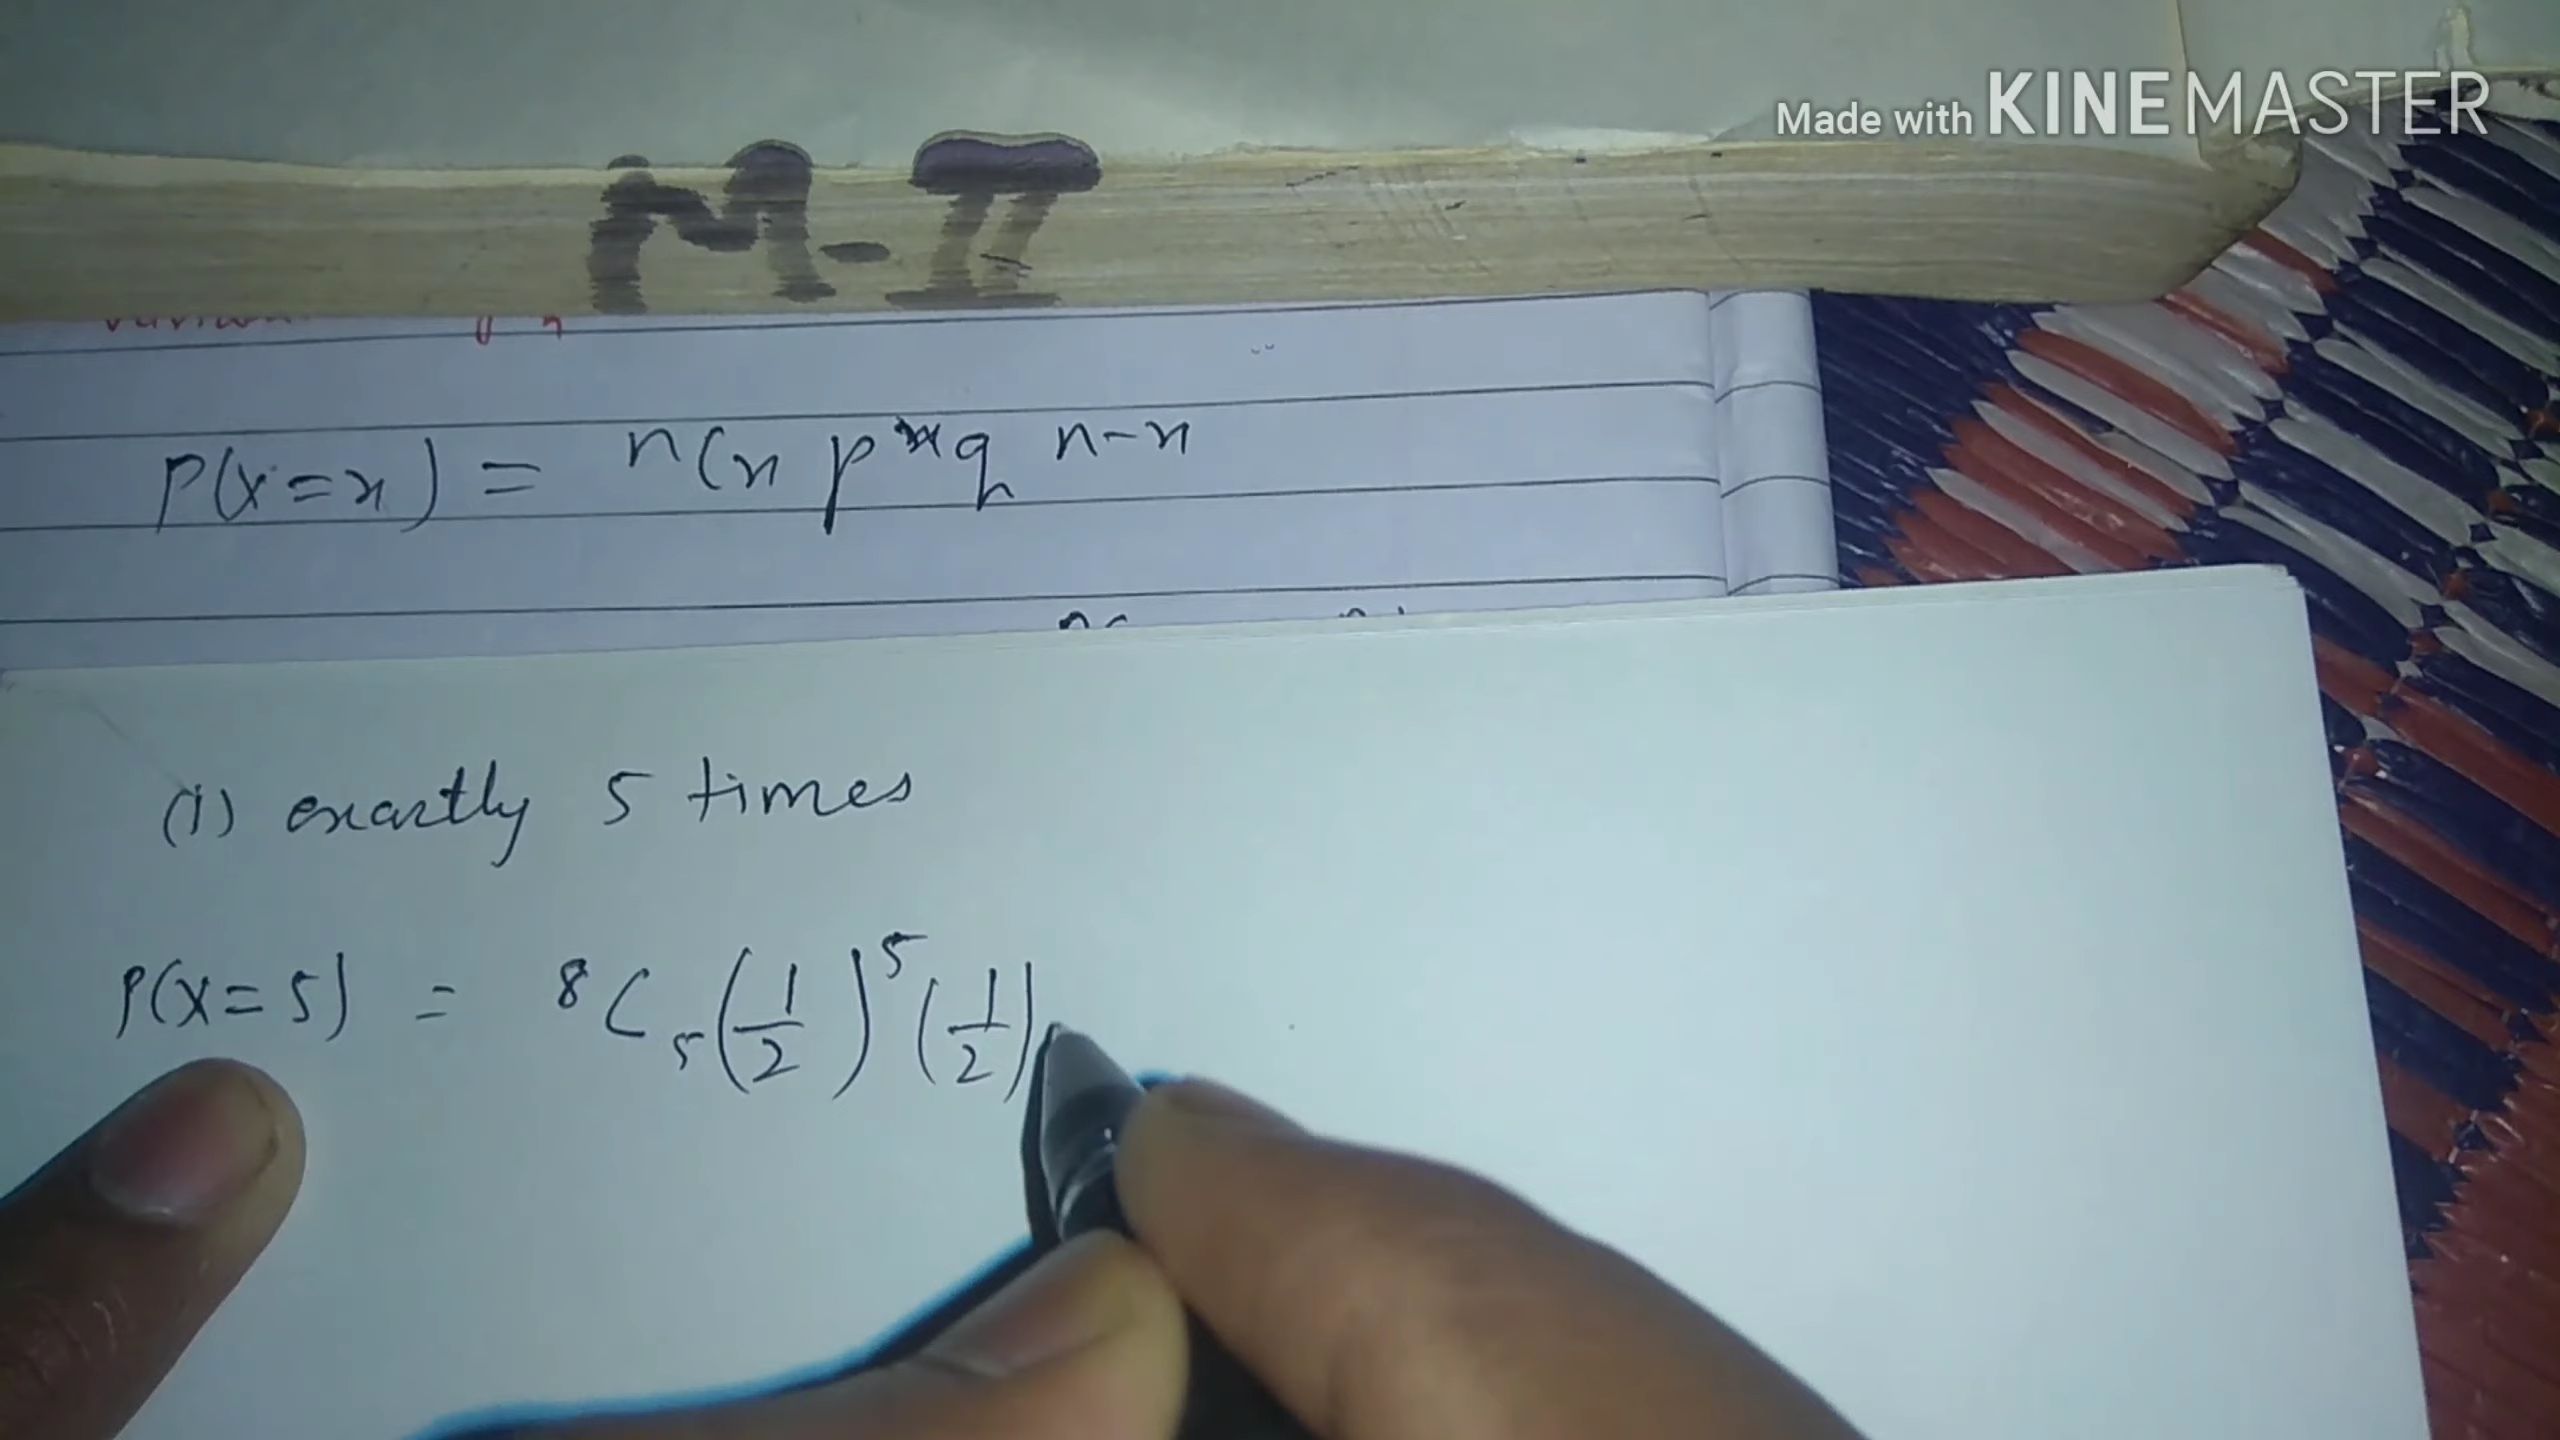 Made with KINEMASTER
M-II
P(X=x) = nCx p^x q^n-x
(i) exactly 5 times
P(X=5) = 8C5 (1/2)^5 (1/2)